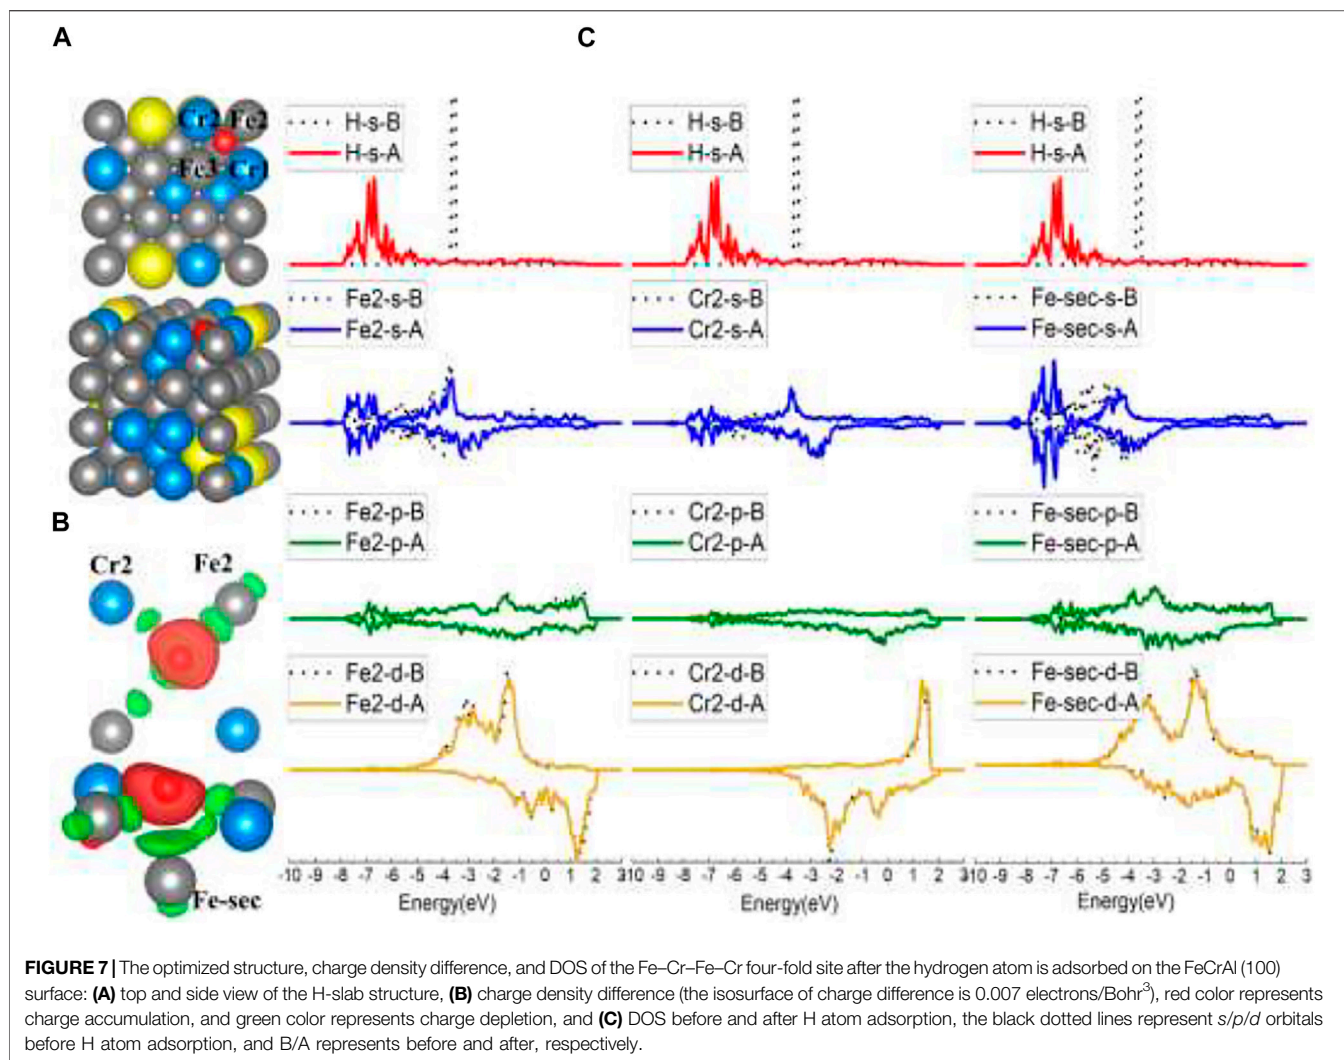 A
C
Cr2 Fe2
Fe3 Cr1
H-s-B
H-s-A
H-s-B
H-s-A
H-s-B
H-s-A
Fe2-s-B
Fe2-s-A
Cr2-s-B
Cr2-s-A
Fe-sec-s-B
Fe-sec-s-A
Fe2-p-B
Fe2-p-A
Cr2-p-B
Cr2-p-A
Fe-sec-p-B
Fe-sec-p-A
B
Cr2 Fe2
Fe2-d-B
Fe2-d-A
Cr2-d-B
Cr2-d-A
Fe-sec-d-B
Fe-sec-d-A
Fe-sec
-10 -9 -8 -7 -6 -5 -4 -3 -2 -1 0 1 2 3
-10 -9 -8 -7 -6 -5 -4 -3 -2 -1 0 1 2 3
-10 -9 -8 -7 -6 -5 -4 -3 -2 -1 0 1 2 3
Energy(eV)
Energy(eV)
Energy(eV)
FIGURE 7 | The optimized structure, charge density difference, and DOS of the Fe–Cr–Fe–Cr four-fold site after the hydrogen atom is adsorbed on the FeCrAl (100)
surface: (A) top and side view of the H-slab structure, (B) charge density difference (the isosurface of charge difference is 0.007 electrons/Bohr³), red color represents
charge accumulation, and green color represents charge depletion, and (C) DOS before and after H atom adsorption, the black dotted lines represent s/p/d orbitals
before H atom adsorption, and B/A represents before and after, respectively.